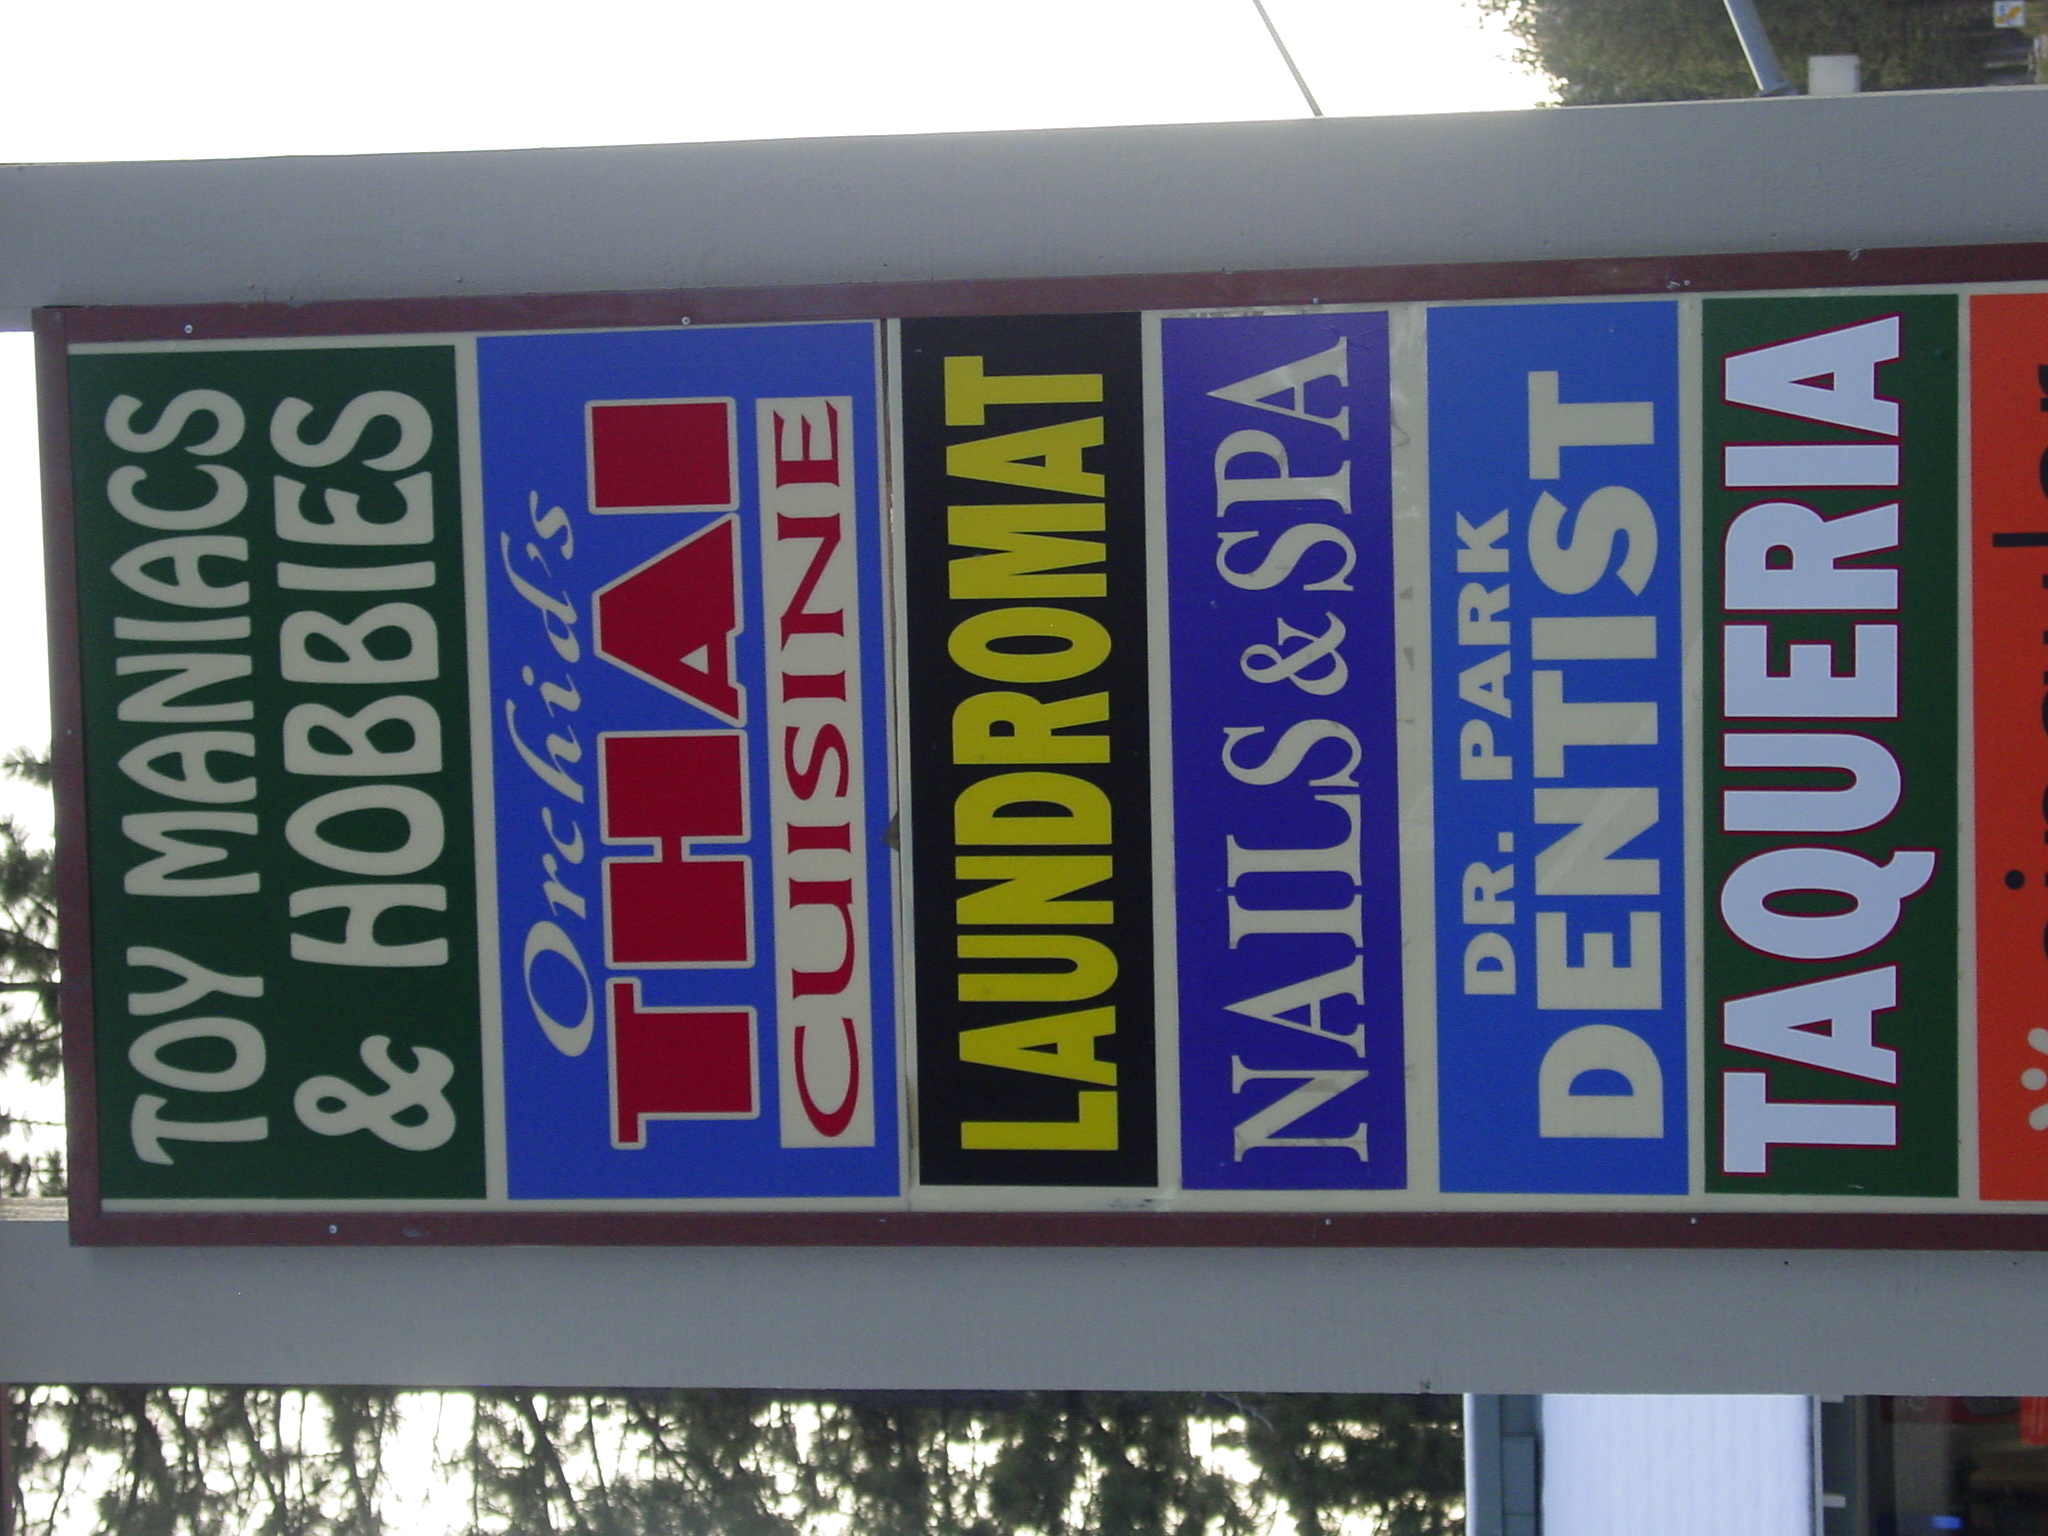 TOY MANIACS
& HOBBIES
Orchid's
THAI
CUISINE
LAUNDROMAT
NAILS & SPA
DR. PARK
DENTIST
TAQUERIA